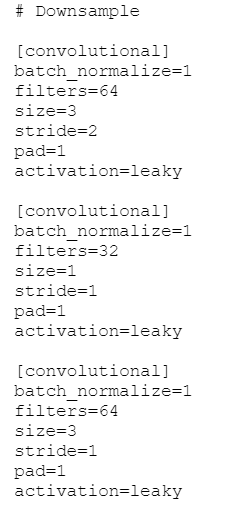 # Downsample
[convolutional]
batch_normalize=1
filters=64
size=3
stride=2
pad=1
activation=leaky
[convolutional]
batch_normalize=1
filters=32
size=1
stride=1
pad=1
activation=leaky
[convolutional]
batch_normalize=1
filters=64
size=3
stride=1
pad=1
activation=leaky